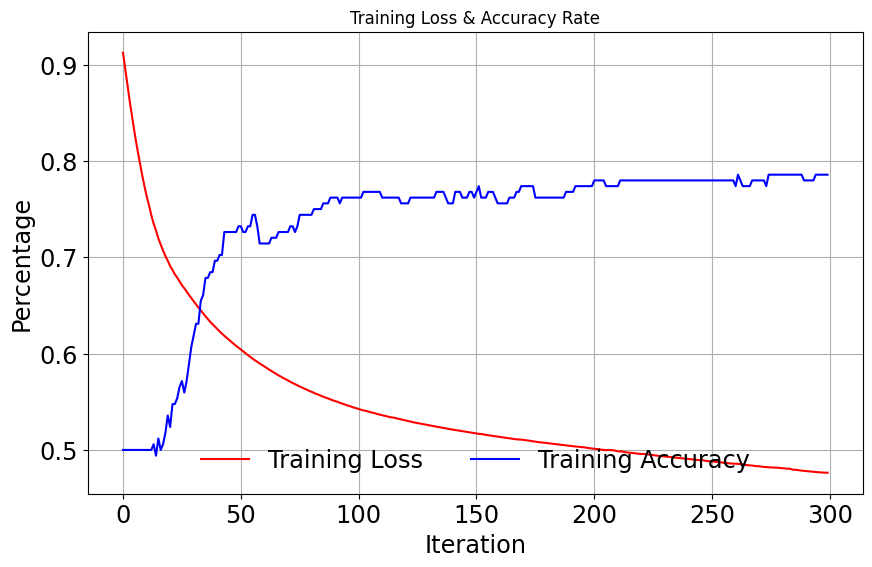 Training Loss & Accuracy Rate
Percentage
0.9
0.8
0.7
0.6
0.5
Training Loss
Training Accuracy
0 50 100 150 200 250 300
Iteration